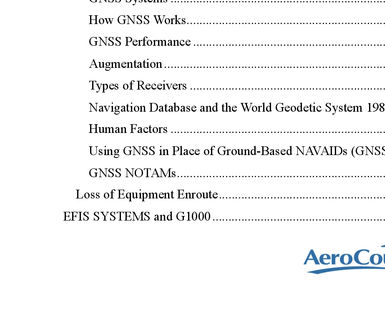 GNSS Systems ........................................................
How GNSS Works........................................................
GNSS Performance ........................................................
Augmentation........................................................
Types of Receivers ........................................................
Navigation Database and the World Geodetic System 198
Human Factors ........................................................
Using GNSS in Place of Ground-Based NAVAIDs (GNSS
GNSS NOTAMs........................................................
Loss of Equipment Enroute........................................................
EFIS SYSTEMS and G1000 ........................................................
AeroCou